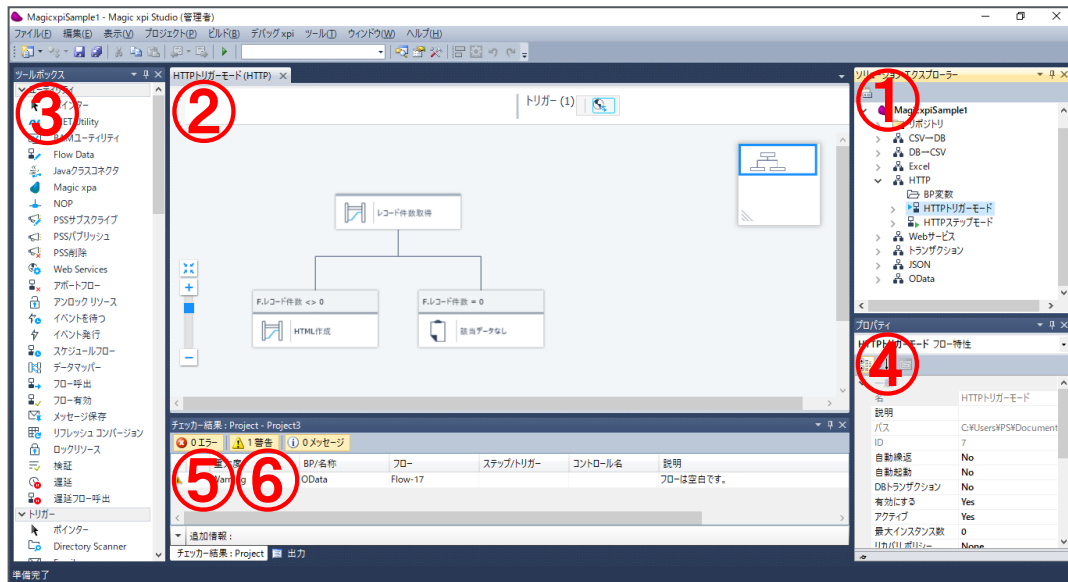 MagicxpiSample1 - Magic xpi Studio (管理者)
ファイル(F) 編集(E) 表示(V) プロジェクト(P) ビルド(B) デバッグ xpi ツール(T) ウィンドウ(W) ヘルプ(H)
ツールボックス
ポインター
Utility
BAMユーティリティ
Flow Data
Javaクラスコネクタ
Magic xpa
NOP
PSSサブスクライブ
PSSパブリッシュ
PSS削除
Web Services
アボートフロー
アンロック リソース
イベントを待つ
イベント発行
スケジュールフロー
データマッパー
フロー呼出
フロー有効
メッセージ保存
リフレッシュ コンバージョン
ロックリソース
検証
遅延
遅延フロー呼出
トリガー
ポインター
Directory Scanner
③
HTTPトリガーモード (HTTP)
②
トリガー (1)
レコード件数取得
F.レコード件数 <> 0
HTML作成
F.レコード件数 = 0
該当データなし
チェッカー結果 : Project - Project3
0 エラー 1 警告 0 メッセージ
BP/名称 フロー ステップ/トリガー コントロール名 説明
Warning OData Flow-17 フローは空白です。
⑤ ⑥
追加情報 :
チェッカー結果 : Project 出力
ソリューション エクスプローラー
①
MagicxpiSample1
リポジトリ
CSV→DB
DB→CSV
Excel
HTTP
BP変数
HTTPトリガーモード
HTTPステップモード
Webサービス
トランザクション
JSON
OData
プロパティ
HTTPトリガーモード フロー特性
④
名 HTTPトリガーモード
説明
パス C:¥Users¥PS¥Document
ID 7
自動繰返 No
自動起動 No
DBトランザクション No
有効にする Yes
アクティブ Yes
最大インスタンス数 0
リカバリ ポリシー None
準備完了